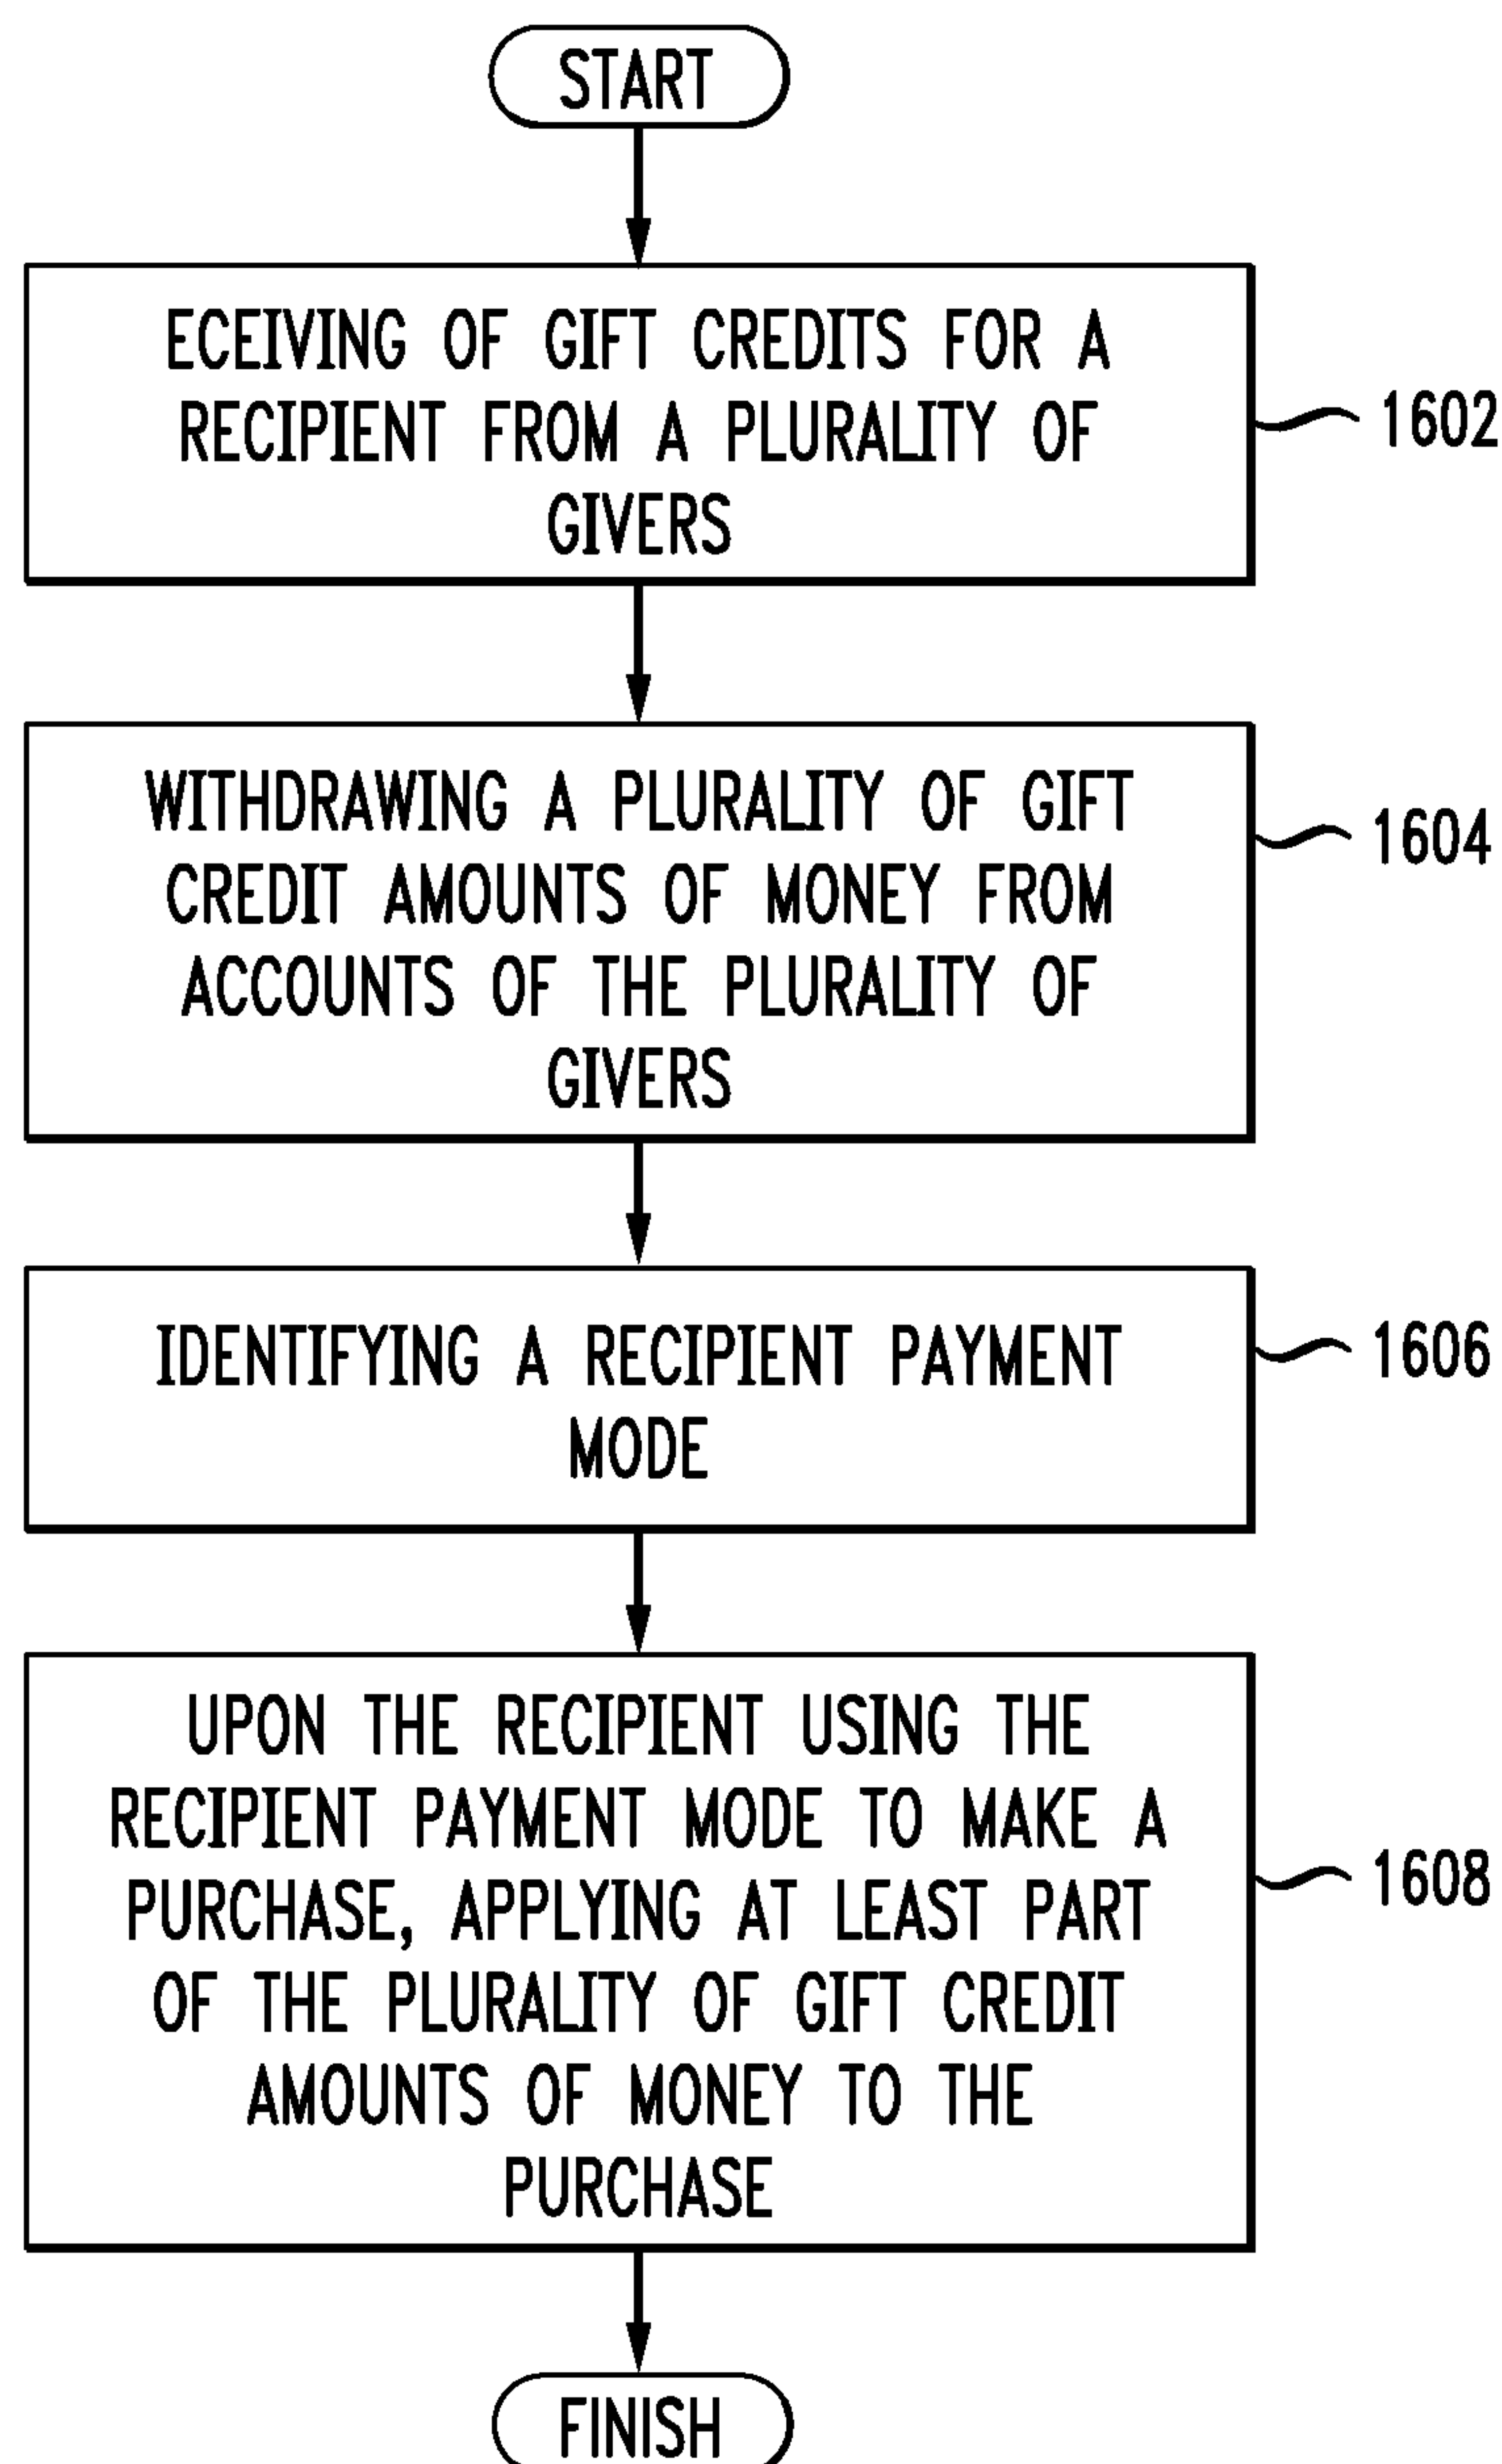 START
ECEIVING OF GIFT CREDITS FOR A
RECIPIENT FROM A PLURALITY OF
GIVERS
1602
WITHDRAWING A PLURALITY OF GIFT
CREDIT AMOUNTS OF MONEY FROM
ACCOUNTS OF THE PLURALITY OF
GIVERS
1604
IDENTIFYING A RECIPIENT PAYMENT
MODE
1606
UPON THE RECIPIENT USING THE
RECIPIENT PAYMENT MODE TO MAKE A
PURCHASE, APPLYING AT LEAST PART
OF THE PLURALITY OF GIFT CREDIT
AMOUNTS OF MONEY TO THE
PURCHASE
1608
FINISH